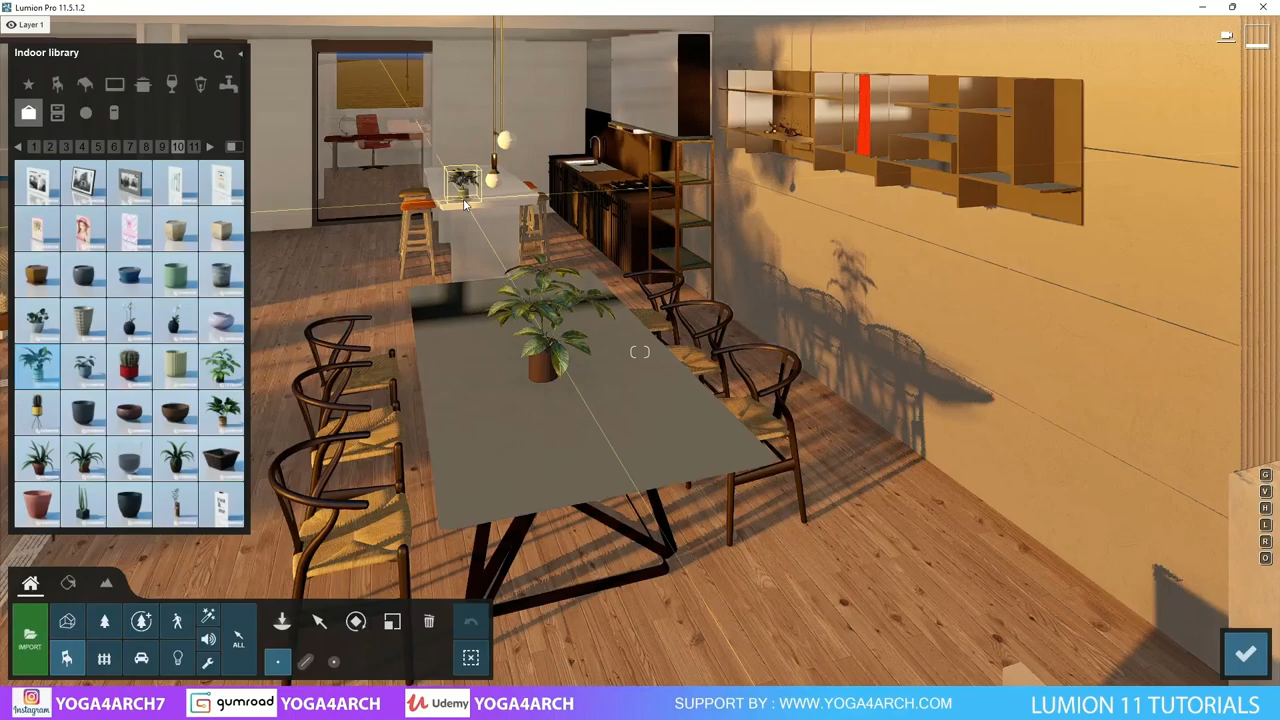 Lumion Pro 11.5.1.2
Layer 1
Indoor library
1 2 3 4 5 6 7 8 9 10 11
IMPORT
ALL
G
V
H
L
R
O
Instagram YOGA4ARCH7 gumroad YOGA4ARCH Udemy YOGA4ARCH SUPPORT BY : WWW.YOGA4ARCH.COM LUMION 11 TUTORIALS